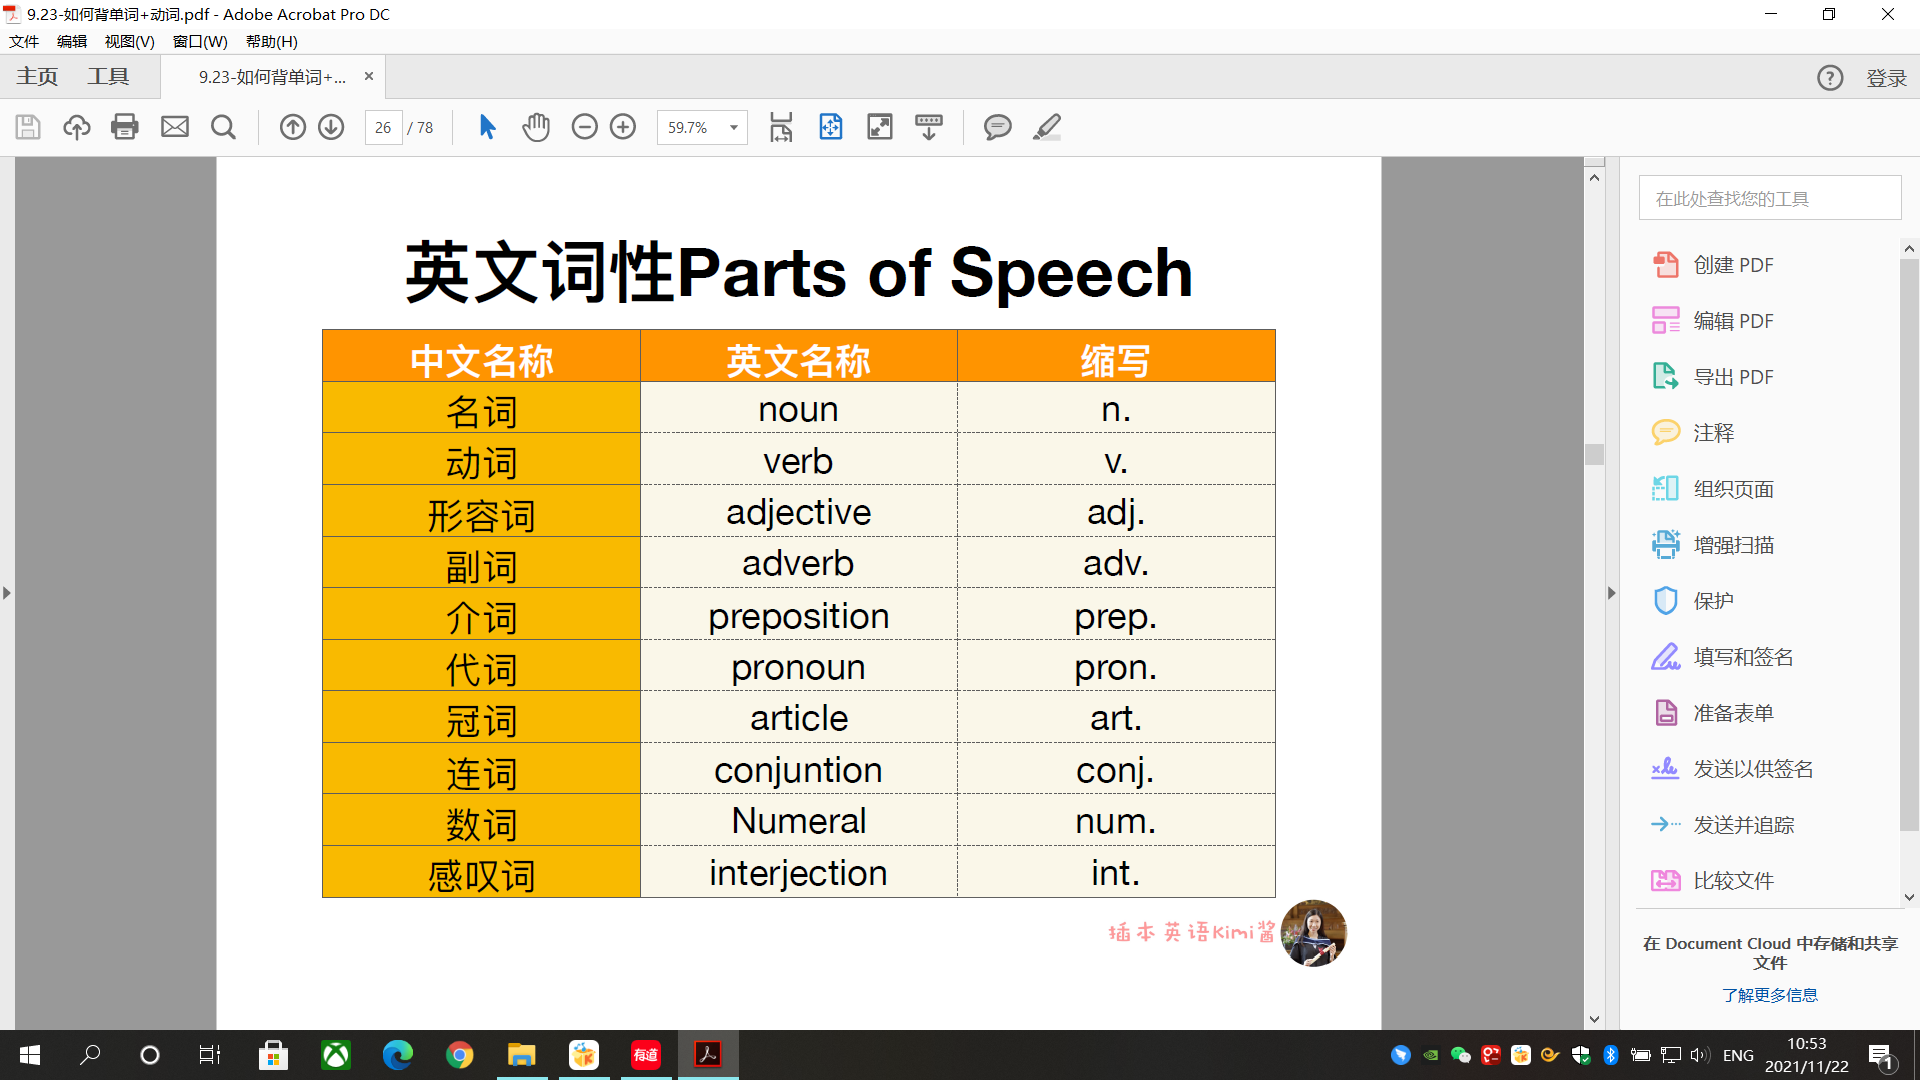 9.23-如何背单词+动词.pdf - Adobe Acrobat Pro DC
文件 编辑 视图(V) 窗口(W) 帮助(H)
主页 工具 9.23-如何背单词+... × 登录
26 / 78 59.7%
英文词性Parts of Speech
中文名称 英文名称 缩写
名词 noun n.
动词 verb v.
形容词 adjective adj.
副词 adverb adv.
介词 preposition prep.
代词 pronoun pron.
冠词 article art.
连词 conjuntion conj.
数词 Numeral num.
感叹词 interjection int.
插本英语Kimi酱
在此处查找您的工具
创建 PDF
编辑 PDF
导出 PDF
注释
组织页面
增强扫描
保护
填写和签名
准备表单
发送以供签名
发送并追踪
比较文件
在 Document Cloud 中存储和共享
文件
了解更多信息
有道
ENG
10:53
2021/11/22
1